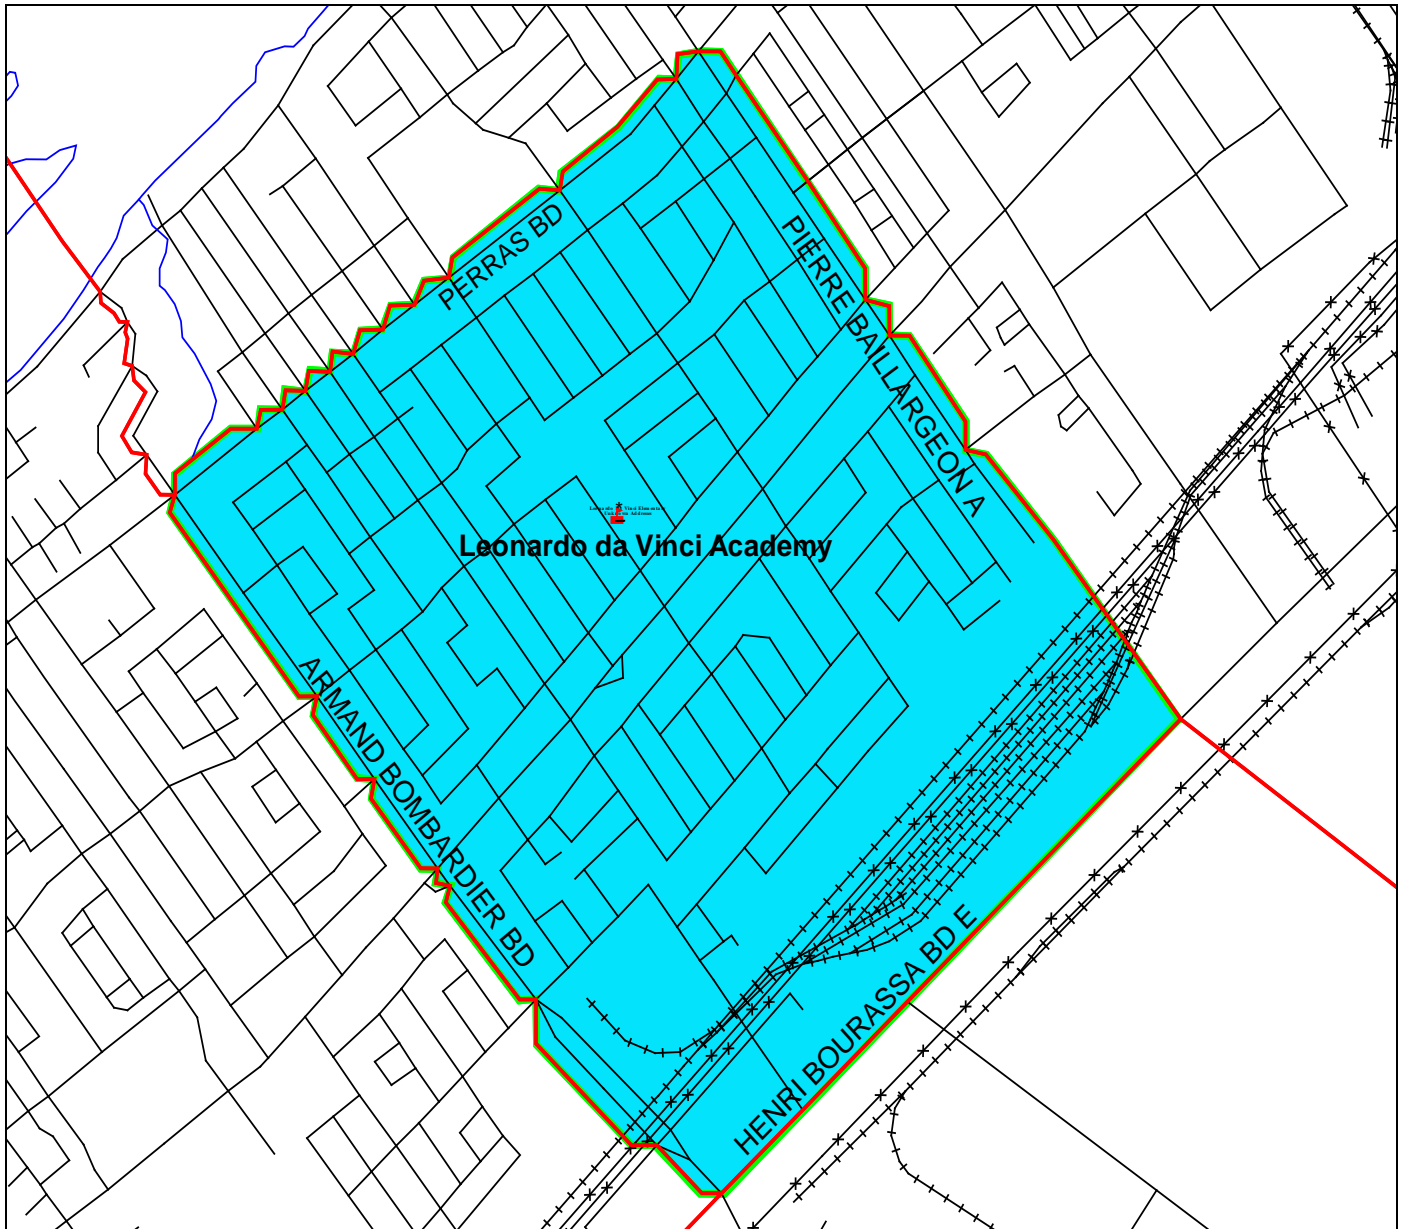 PERRAS BD
PIERRE BAILLARGEON A
Leonardo da Vinci Academy
ARMAND BOMBARDIER BD
HENRI BOURASSA BD E